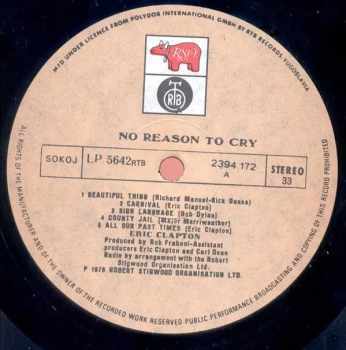 MFD UNDER LICENCE FROM POLYDOR INTERNATIONAL GMBH BY RTB RECORDS YUGOSLAVIA
RSO
RTB
NO REASON TO CRY
SOKOJ
LP 5642 RTB
2394 172
A
STEREO
33
1 BEAUTIFUL THING (Richard Manuel-Rick Danko)
2 CARNIVAL (Eric Clapton)
3 SIGN LANGUAGE (Bob Dylan)
4 COUNTY JAIL (Major Merriweather)
5 ALL OUR PAST TIMES (Eric Clapton)
ERIC CLAPTON
Produced by Rob Fraboni-Assistant
producers Eric Clapton and Carl Dean
Radle by arrangement with the Robert
Stigwood Organisation Ltd.
℗ 1976 ROBERT STIGWOOD ORGANISATION LTD.
ALL RIGHTS OF THE MANUFACTURER AND OF THE OWNER OF THE RECORDED WORK RESERVED PUBLIC PERFORMANCE BROADCASTING AND COPYING OF THIS RECORD PROHIBITED